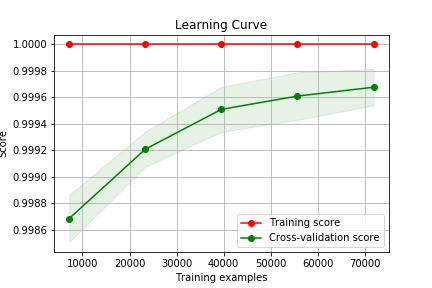 Learning Curve
1.0000
0.9998
0.9996
0.9994
0.9992
0.9990
0.9988
0.9986
Score
Training score
Cross-validation score
10000 20000 30000 40000 50000 60000 70000
Training examples